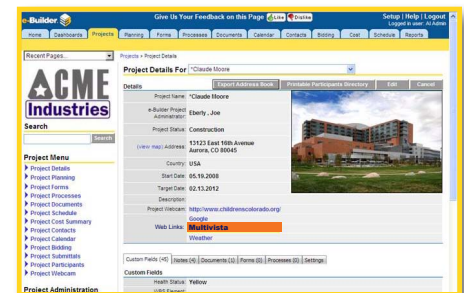 e-Builder
Give Us Your Feedback on this Page Like Dislike
Setup | Help | Logout
Logged in user: Al Admin
Home Dashboards Projects Planning Forms Processes Documents Calendar Contacts Bidding Cost Schedule Reports
Recent Pages...
Projects > Project Details
Project Details For *Claude Moore
ACME
Industries
Details Export Address Book Printable Participants Directory Edit Cancel
Project Name: *Claude Moore
e-Builder Project Administrator: Eberly, Joe
Project Status: Construction
(view map) Address: 13123 East 16th Avenue
Aurora, CO 80045
Country: USA
Start Date: 05.19.2008
Target Date: 02.13.2012
Description:
Project Webcam: http://www.childrenscolorado.org/
Web Links: Google
Multivista
Weather
Search
Search
Project Menu
Project Details
Project Planning
Project Forms
Project Processes
Project Documents
Project Schedule
Project Cost Summary
Project Contacts
Project Calendar
Project Bidding
Project Submittals
Project Participants
Project Webcam
Project Administration
Custom Fields (45) Notes (4) Documents (1) Forms (0) Processes (0) Settings
Custom Fields
Health Status: Yellow
WBS Element: